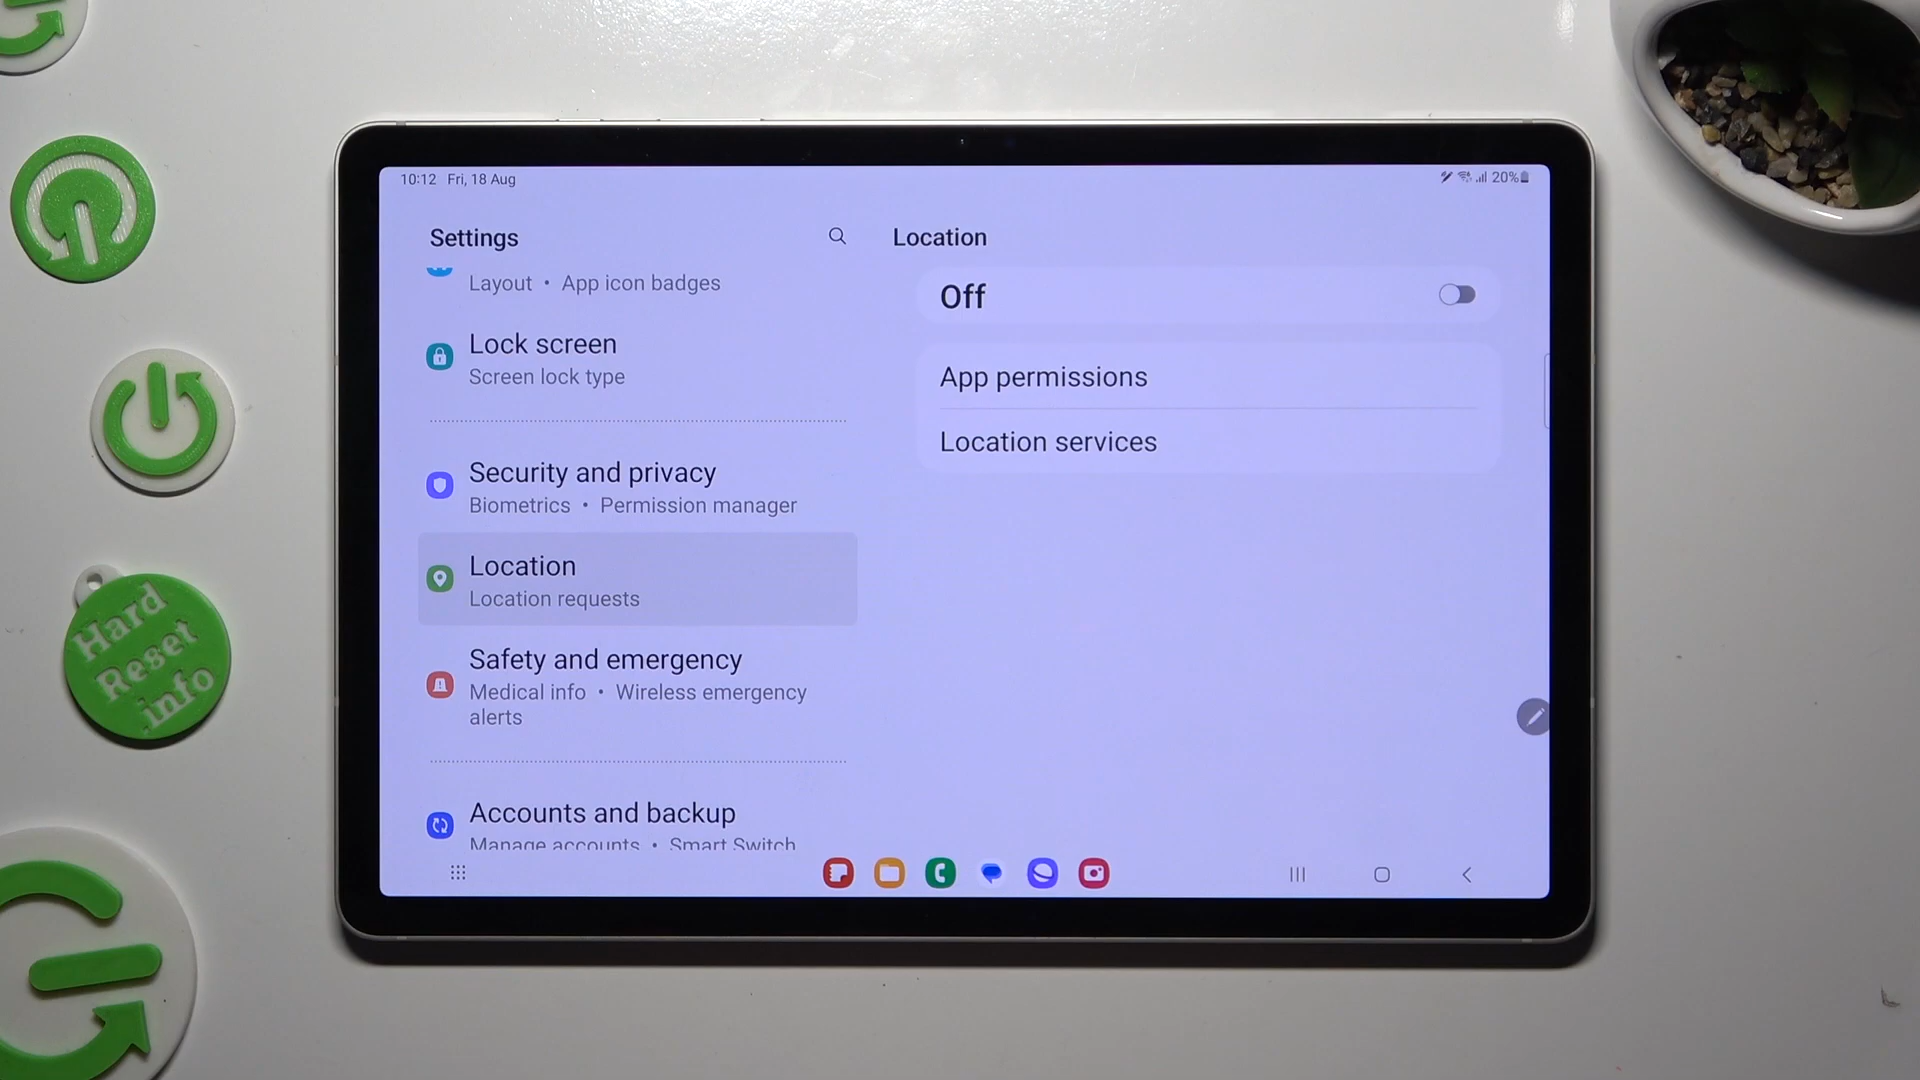 10:12 Fri, 18 Aug
20%
Settings
Layout • App icon badges
Lock screen
Screen lock type
Security and privacy
Biometrics • Permission manager
Location
Location requests
Safety and emergency
Medical info • Wireless emergency
alerts
Accounts and backup
Manage accounts • Smart Switch
Location
Off
App permissions
Location services
Hard
Reset
.info